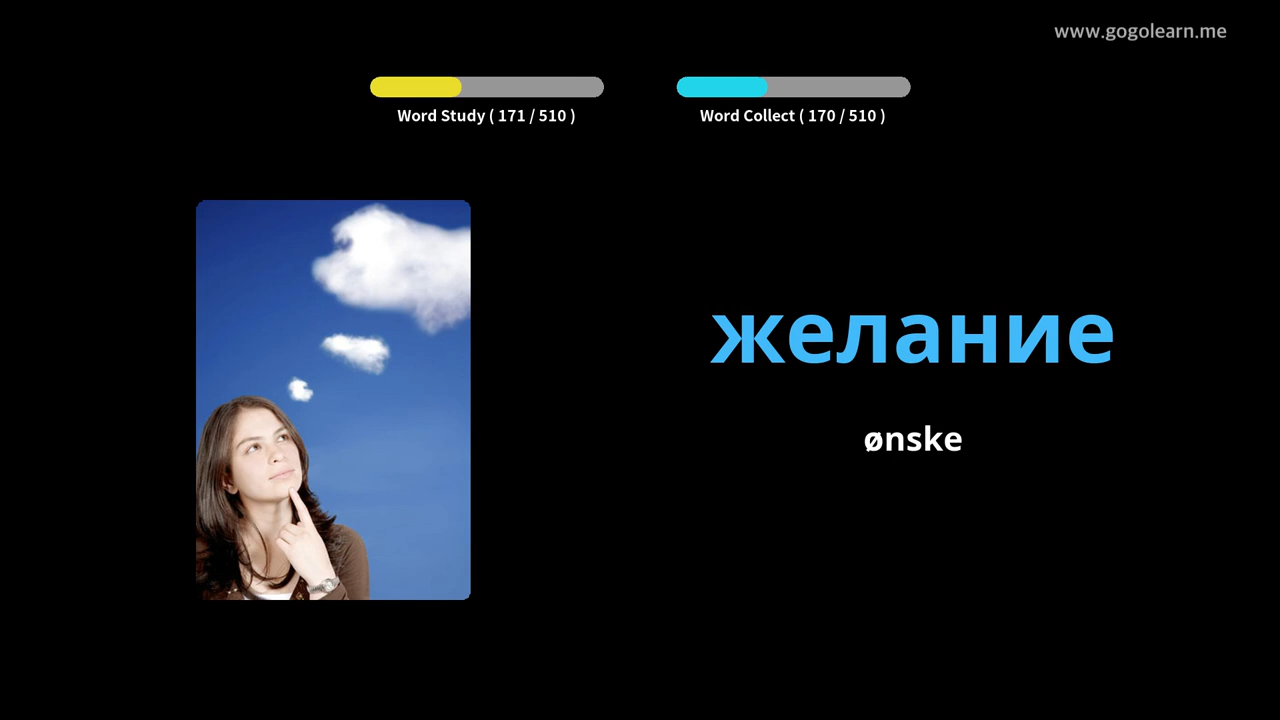 www.gogolearn.me
Word Study ( 171 / 510 )
Word Collect ( 170 / 510 )
желание
ønske